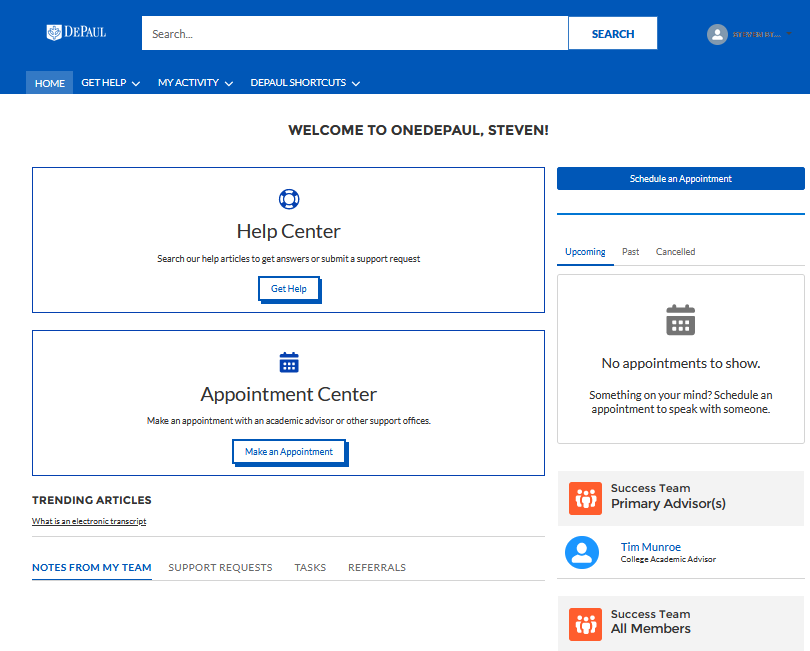 DEPAUL
Search...
SEARCH
HOME
GET HELP
MY ACTIVITY
DEPAUL SHORTCUTS
WELCOME TO ONEDEPAUL, STEVEN!
Help Center
Search our help articles to get answers or submit a support request
Get Help
Appointment Center
Make an appointment with an academic advisor or other support offices.
Make an Appointment
TRENDING ARTICLES
What is an electronic transcript
NOTES FROM MY TEAM
SUPPORT REQUESTS
TASKS
REFERRALS
Schedule an Appointment
Upcoming
Past
Cancelled
No appointments to show.
Something on your mind? Schedule an
appointment to speak with someone.
Success Team
Primary Advisor(s)
Tim Munroe
College Academic Advisor
Success Team
All Members